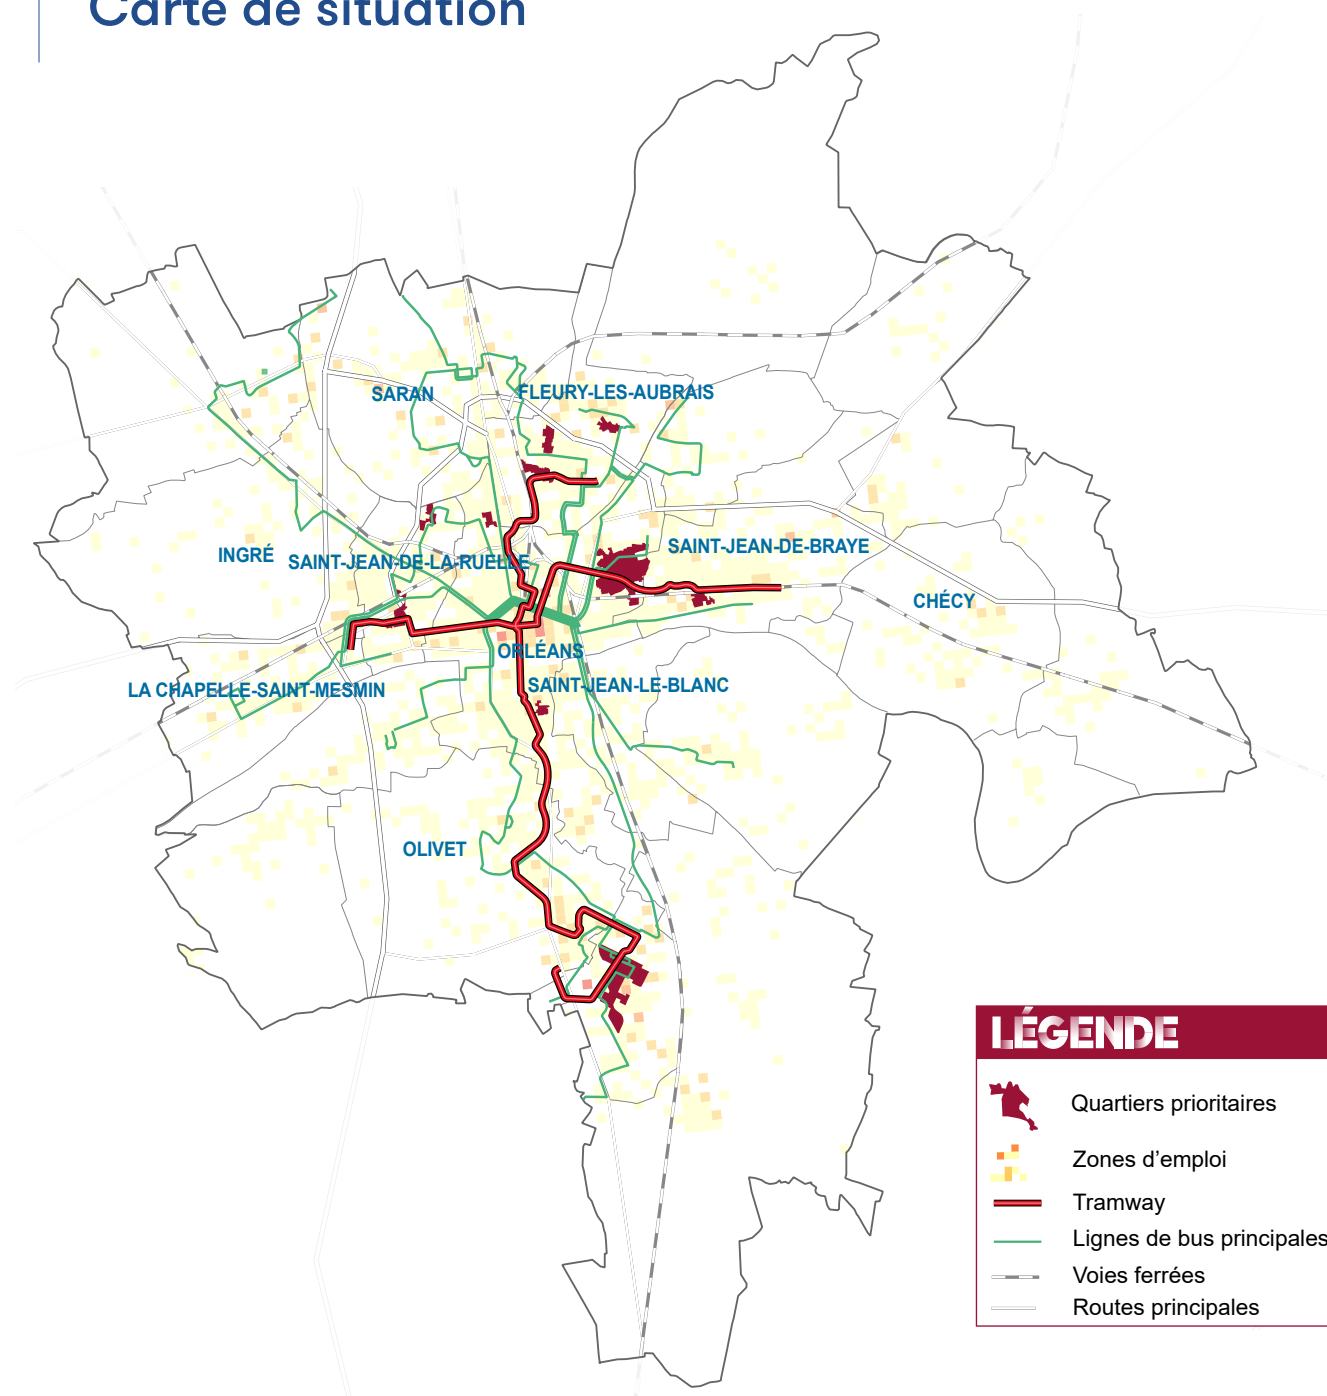 Carte de situation
SARAN
FLEURY-LES-AUBRAIS
INGRÉ
SAINT-JEAN-DE-LA-RUELLE
SAINT-JEAN-DE-BRAYE
CHÉCY
ORLÉANS
SAINT-JEAN-LE-BLANC
LA CHAPELLE-SAINT-MESMIN
OLIVET
LÉGENDE
Quartiers prioritaires
Zones d'emploi
Tramway
Lignes de bus principales
Voies ferrées
Routes principales